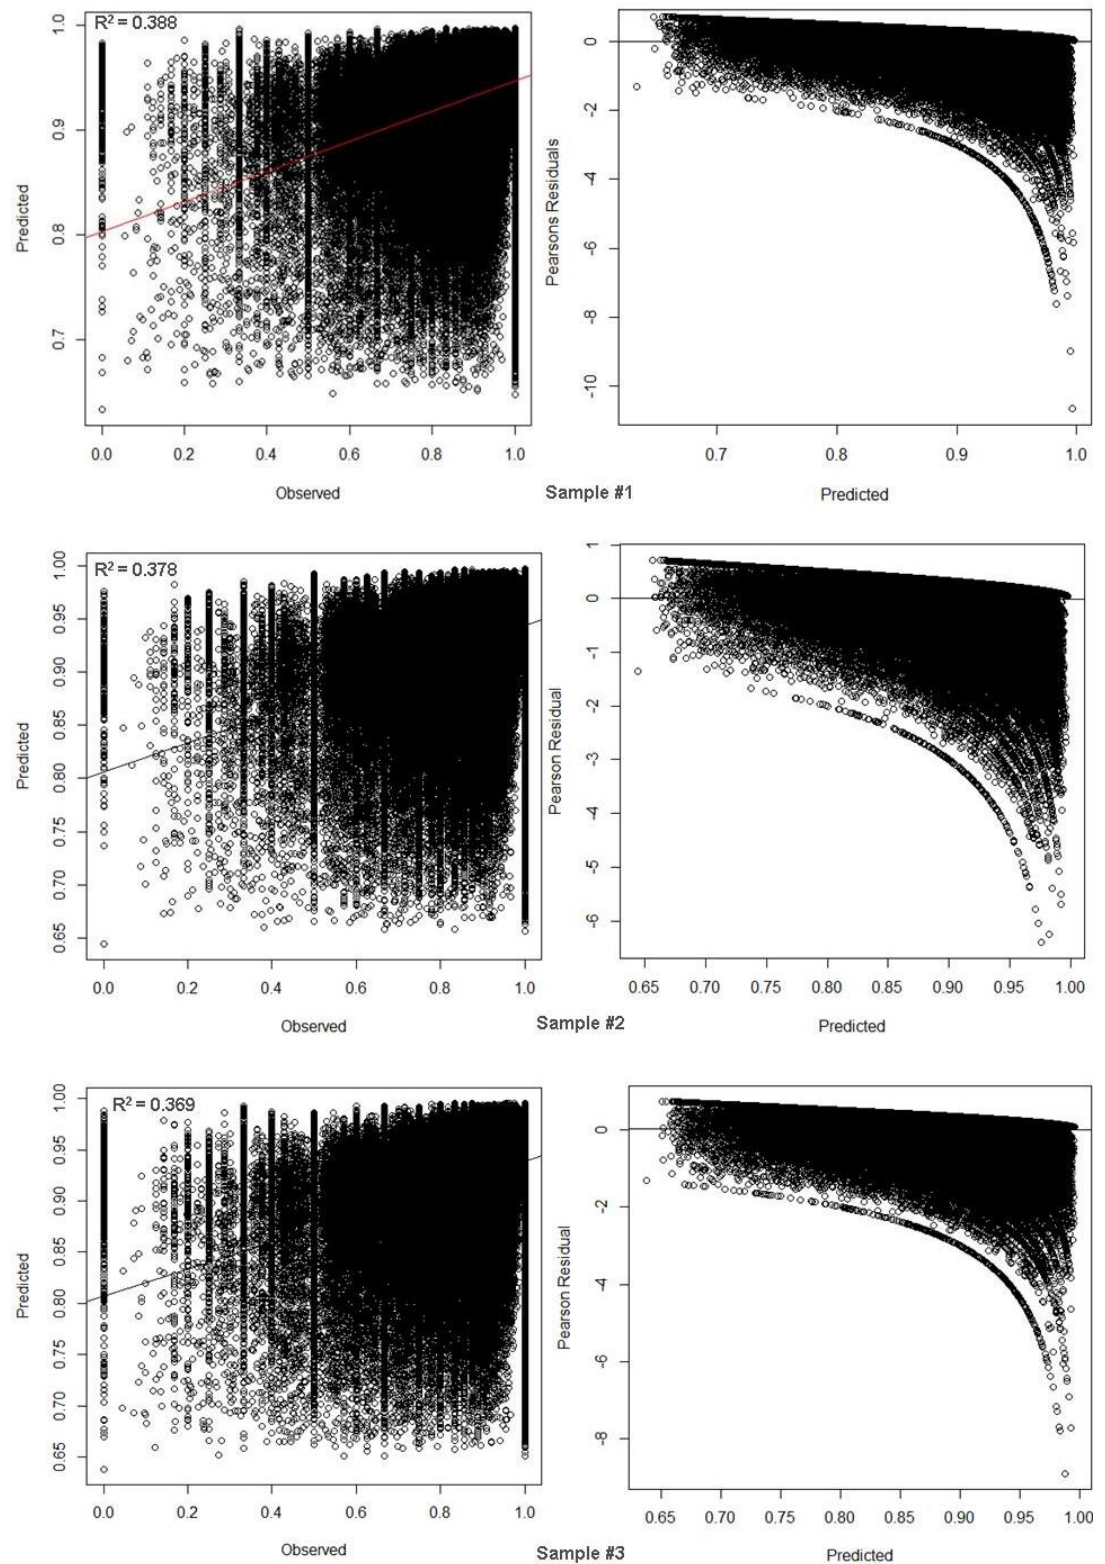 R² = 0.388
1.0
0.9
0.8
0.7
Predicted
0.0 0.2 0.4 0.6 0.8 1.0
Observed
0
-2
-4
-6
-8
-10
Pearsons Residuals
0.7 0.8 0.9 1.0
Predicted
Sample #1
R² = 0.378
1.00
0.95
0.90
0.85
0.80
0.75
0.70
0.65
Predicted
0.0 0.2 0.4 0.6 0.8 1.0
Observed
1
0
-1
-2
-3
-4
-5
-6
Pearson Residual
0.65 0.70 0.75 0.80 0.85 0.90 0.95 1.00
Predicted
Sample #2
R² = 0.369
1.00
0.95
0.90
0.85
0.80
0.75
0.70
0.65
Predicted
0.0 0.2 0.4 0.6 0.8 1.0
Observed
0
-2
-4
-6
-8
Pearson Residual
0.65 0.70 0.75 0.80 0.85 0.90 0.95 1.00
Predicted
Sample #3